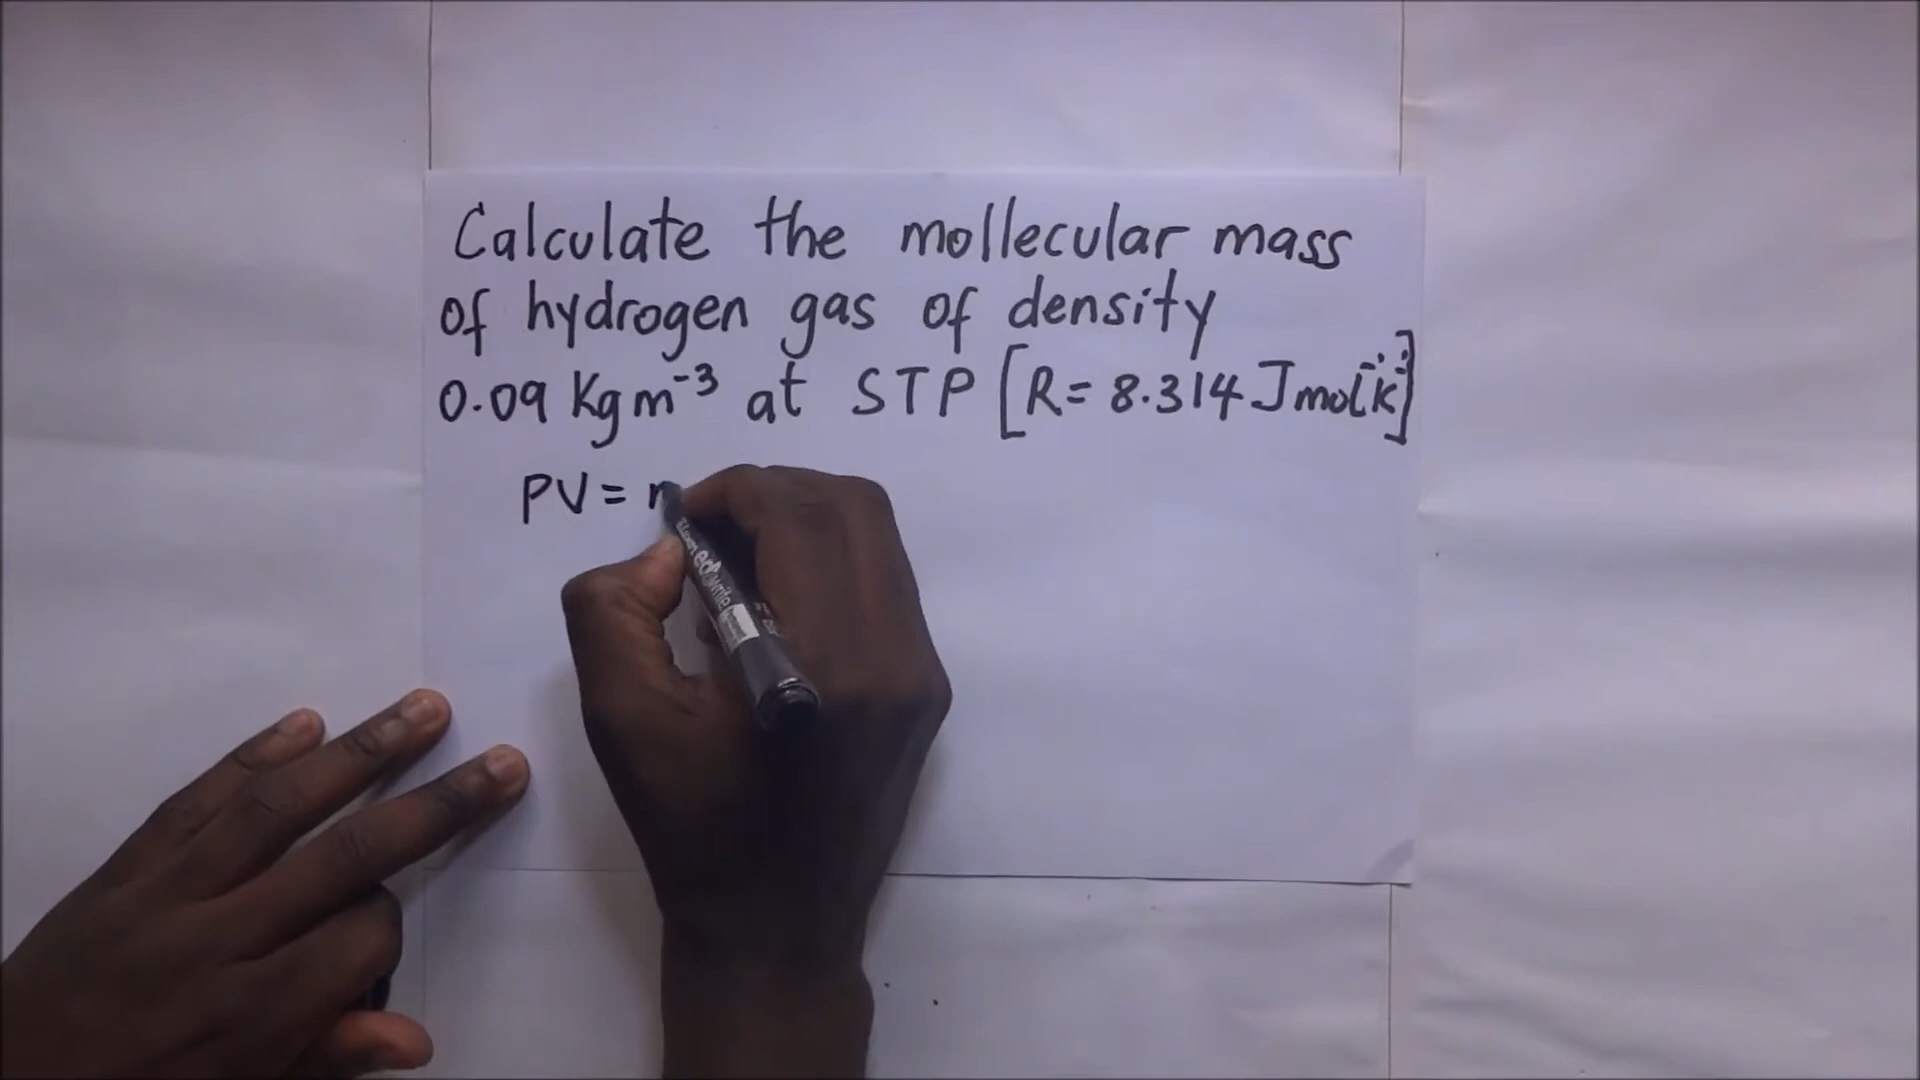 Calculate the mollecular mass
of hydrogen gas of density
0.09 Kgm⁻³ at STP [R= 8.314 Jmol⁻¹k⁻¹]
PV = n